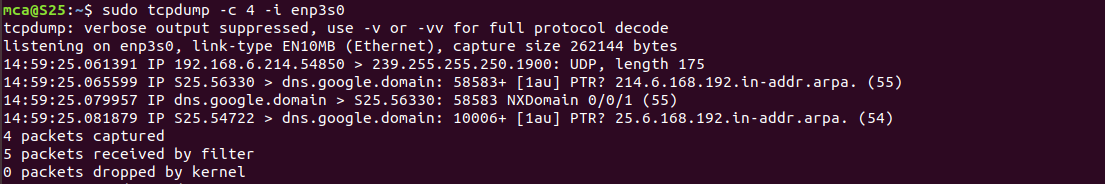 mca@S25:~$ sudo tcpdump -c 4 -i enp3s0
tcpdump: verbose output suppressed, use -v or -vv for full protocol decode
listening on enp3s0, link-type EN10MB (Ethernet), capture size 262144 bytes
14:59:25.061391 IP 192.168.6.214.54850 > 239.255.255.250.1900: UDP, length 175
14:59:25.065599 IP S25.56330 > dns.google.domain: 58583+ [1au] PTR? 214.6.168.192.in-addr.arpa. (55)
14:59:25.079957 IP dns.google.domain > S25.56330: 58583 NXDomain 0/0/1 (55)
14:59:25.081879 IP S25.54722 > dns.google.domain: 10006+ [1au] PTR? 25.6.168.192.in-addr.arpa. (54)
4 packets captured
5 packets received by filter
0 packets dropped by kernel